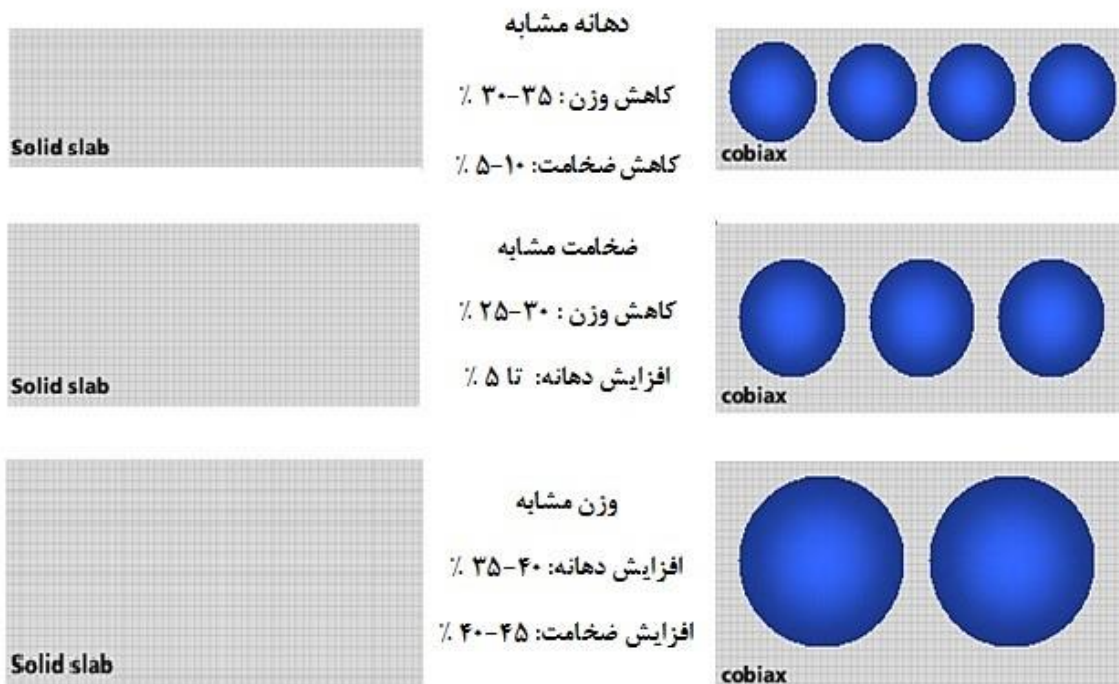 دهانه مشابه
کاهش وزن: ۳۵-۳۰ ٪
Solid slab
cobiax
کاهش ضخامت: ۱۰-۵ ٪
ضخامت مشابه
کاهش وزن: ۳۰-۲۵ ٪
افزایش دهانه: تا ۵ ٪
Solid slab
cobiax
وزن مشابه
افزایش دهانه: ۴۰-۳۵ ٪
افزایش ضخامت: ۴۵-۴۰ ٪
Solid slab
cobiax